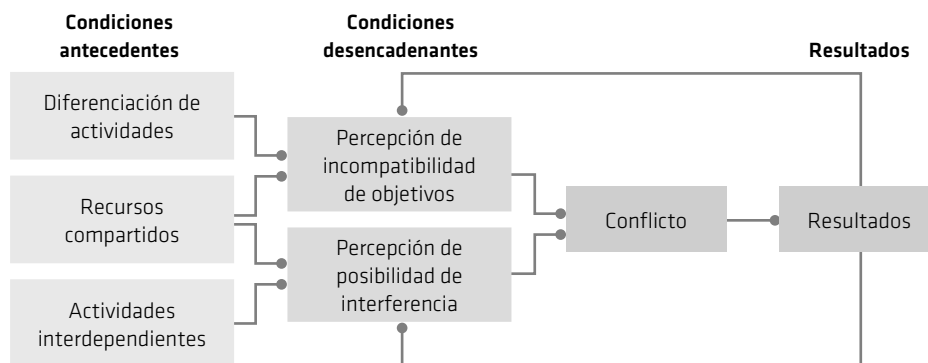 Condiciones
antecedentes
Condiciones
desencadenantes
Resultados
Diferenciación de
actividades
Recursos
compartidos
Actividades
interdependientes
Percepción de
incompatibilidad
de objetivos
Percepción de
posibilidad de
interferencia
Conflicto
Resultados